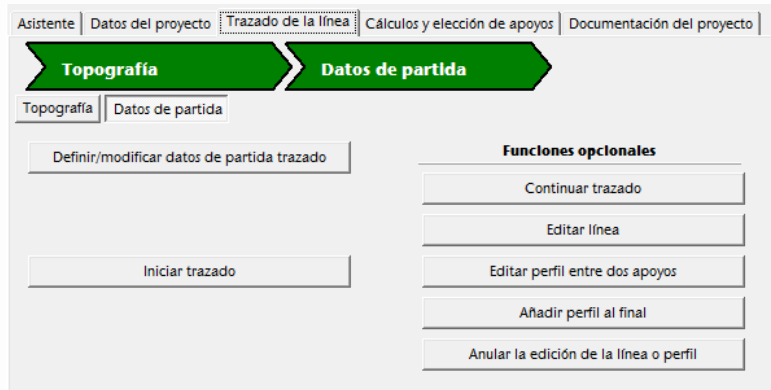 Asistente Datos del proyecto Trazado de la línea Cálculos y elección de apoyos Documentación del proyecto
Topografía Datos de partida
Topografía Datos de partida
Definir/modificar datos de partida trazado
Funciones opcionales
Continuar trazado
Editar línea
Iniciar trazado
Editar perfil entre dos apoyos
Añadir perfil al final
Anular la edición de la línea o perfil